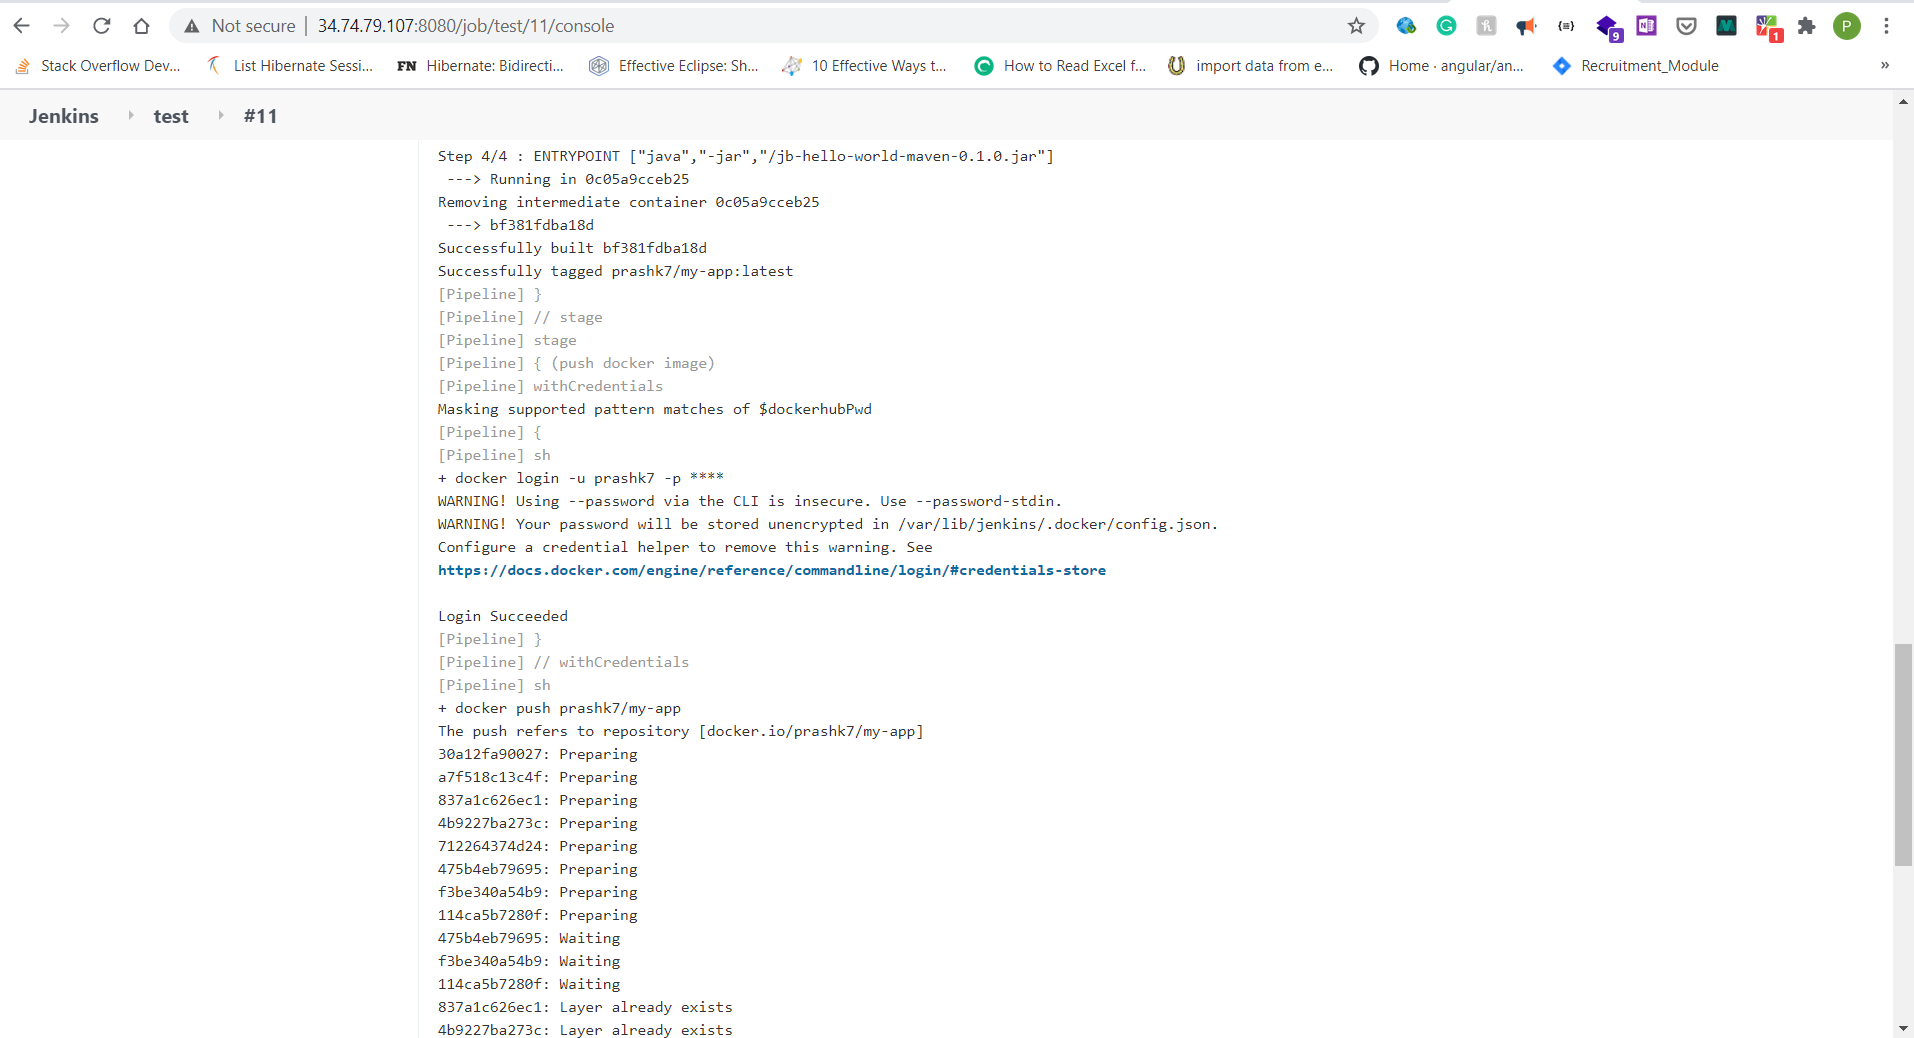 Not secure | 34.74.79.107:8080/job/test/11/console
9
1
P
Stack Overflow Dev... List Hibernate Sessi... FN Hibernate: Bidirecti... Effective Eclipse: Sh... 10 Effective Ways t... How to Read Excel f... import data from e... Home · angular/an... Recruitment_Module »
Jenkins test #11
Step 4/4 : ENTRYPOINT ["java","-jar","/jb-hello-world-maven-0.1.0.jar"]
---> Running in 0c05a9cceb25
Removing intermediate container 0c05a9cceb25
---> bf381fdba18d
Successfully built bf381fdba18d
Successfully tagged prashk7/my-app:latest
[Pipeline] }
[Pipeline] // stage
[Pipeline] stage
[Pipeline] { (push docker image)
[Pipeline] withCredentials
Masking supported pattern matches of $dockerhubPwd
[Pipeline] {
[Pipeline] sh
+ docker login -u prashk7 -p ****
WARNING! Using --password via the CLI is insecure. Use --password-stdin.
WARNING! Your password will be stored unencrypted in /var/lib/jenkins/.docker/config.json.
Configure a credential helper to remove this warning. See
https://docs.docker.com/engine/reference/commandline/login/#credentials-store
Login Succeeded
[Pipeline] }
[Pipeline] // withCredentials
[Pipeline] sh
+ docker push prashk7/my-app
The push refers to repository [docker.io/prashk7/my-app]
30a12fa90027: Preparing
a7f518c13c4f: Preparing
837a1c626ec1: Preparing
4b9227ba273c: Preparing
712264374d24: Preparing
475b4eb79695: Preparing
f3be340a54b9: Preparing
114ca5b7280f: Preparing
475b4eb79695: Waiting
f3be340a54b9: Waiting
114ca5b7280f: Waiting
837a1c626ec1: Layer already exists
4b9227ba273c: Layer already exists